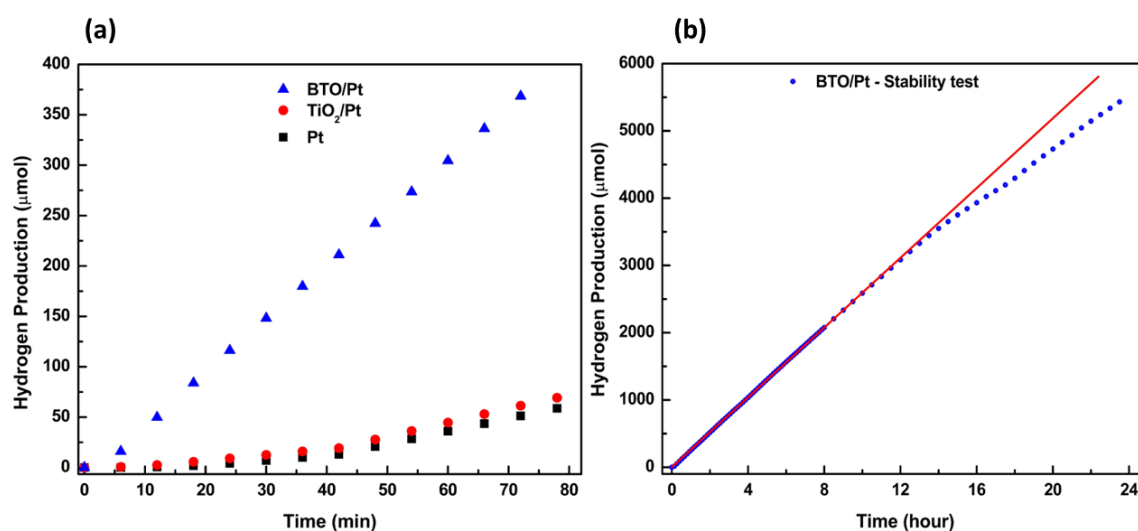 (a)
400
350
300
250
200
150
100
50
0
Hydrogen Production (μmol)
BTO/Pt
TiO₂/Pt
Pt
0 10 20 30 40 50 60 70 80
Time (min)
(b)
6000
5000
4000
3000
2000
1000
0
Hydrogen Production (μmol)
BTO/Pt - Stability test
0 4 8 12 16 20 24
Time (hour)